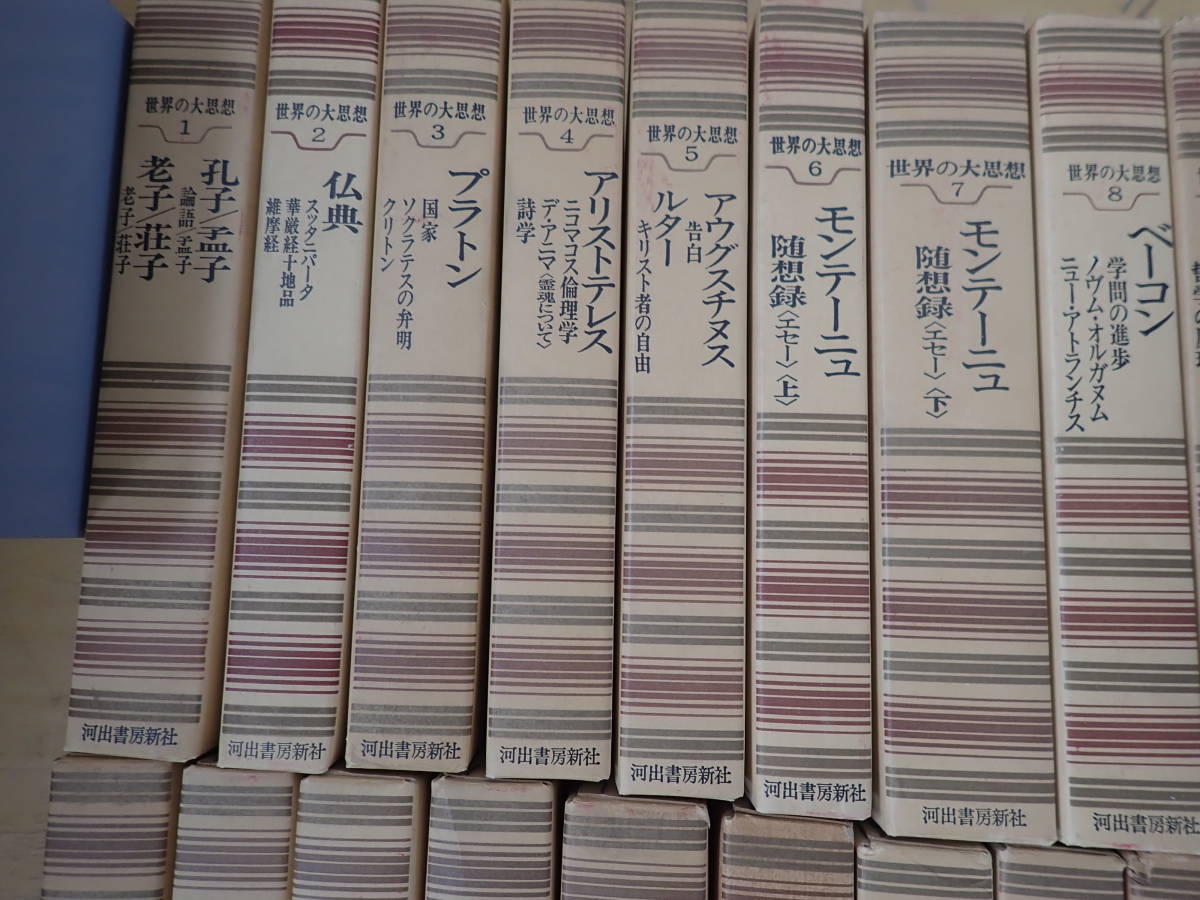 世界の大思想
1
孔子/孟子
論語/孟子
老子/荘子
老子/荘子
河出書房新社
世界の大思想
2
仏典
スッタニパータ
華厳経十地品
維摩経
河出書房新社
世界の大思想
3
プラトン
国家
ソクラテスの弁明
クリトン
河出書房新社
世界の大思想
4
アリストテレス
ニコマコス倫理学
デ・アニマ〈霊魂について〉
詩学
河出書房新社
世界の大思想
5
アウグスチヌス
告白
ルター
キリスト者の自由
河出書房新社
世界の大思想
6
モンテーニュ
随想録〈エセー〉〈上〉
河出書房新社
世界の大思想
7
モンテーニュ
随想録〈エセー〉〈下〉
河出書房新社
世界の大思想
8
ベーコン
学問の進歩
ノヴム・オルガヌム
ニュー・アトランチス
河出書房新社